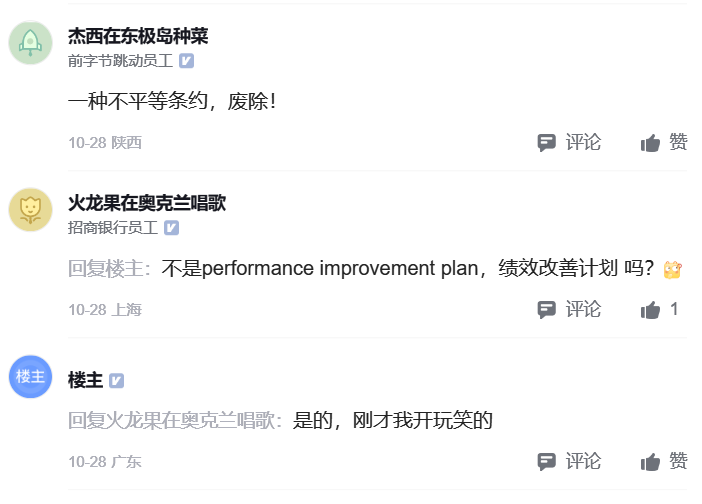 杰西在东极岛种菜
前字节跳动员工
一种不平等条约，废除！
10-28 陕西
评论
赞
火龙果在奥克兰唱歌
招商银行员工
回复楼主：不是performance improvement plan，绩效改善计划 吗？
10-28 上海
评论
1
楼主
楼主
回复火龙果在奥克兰唱歌：是的，刚才我开玩笑的
10-28 广东
评论
赞